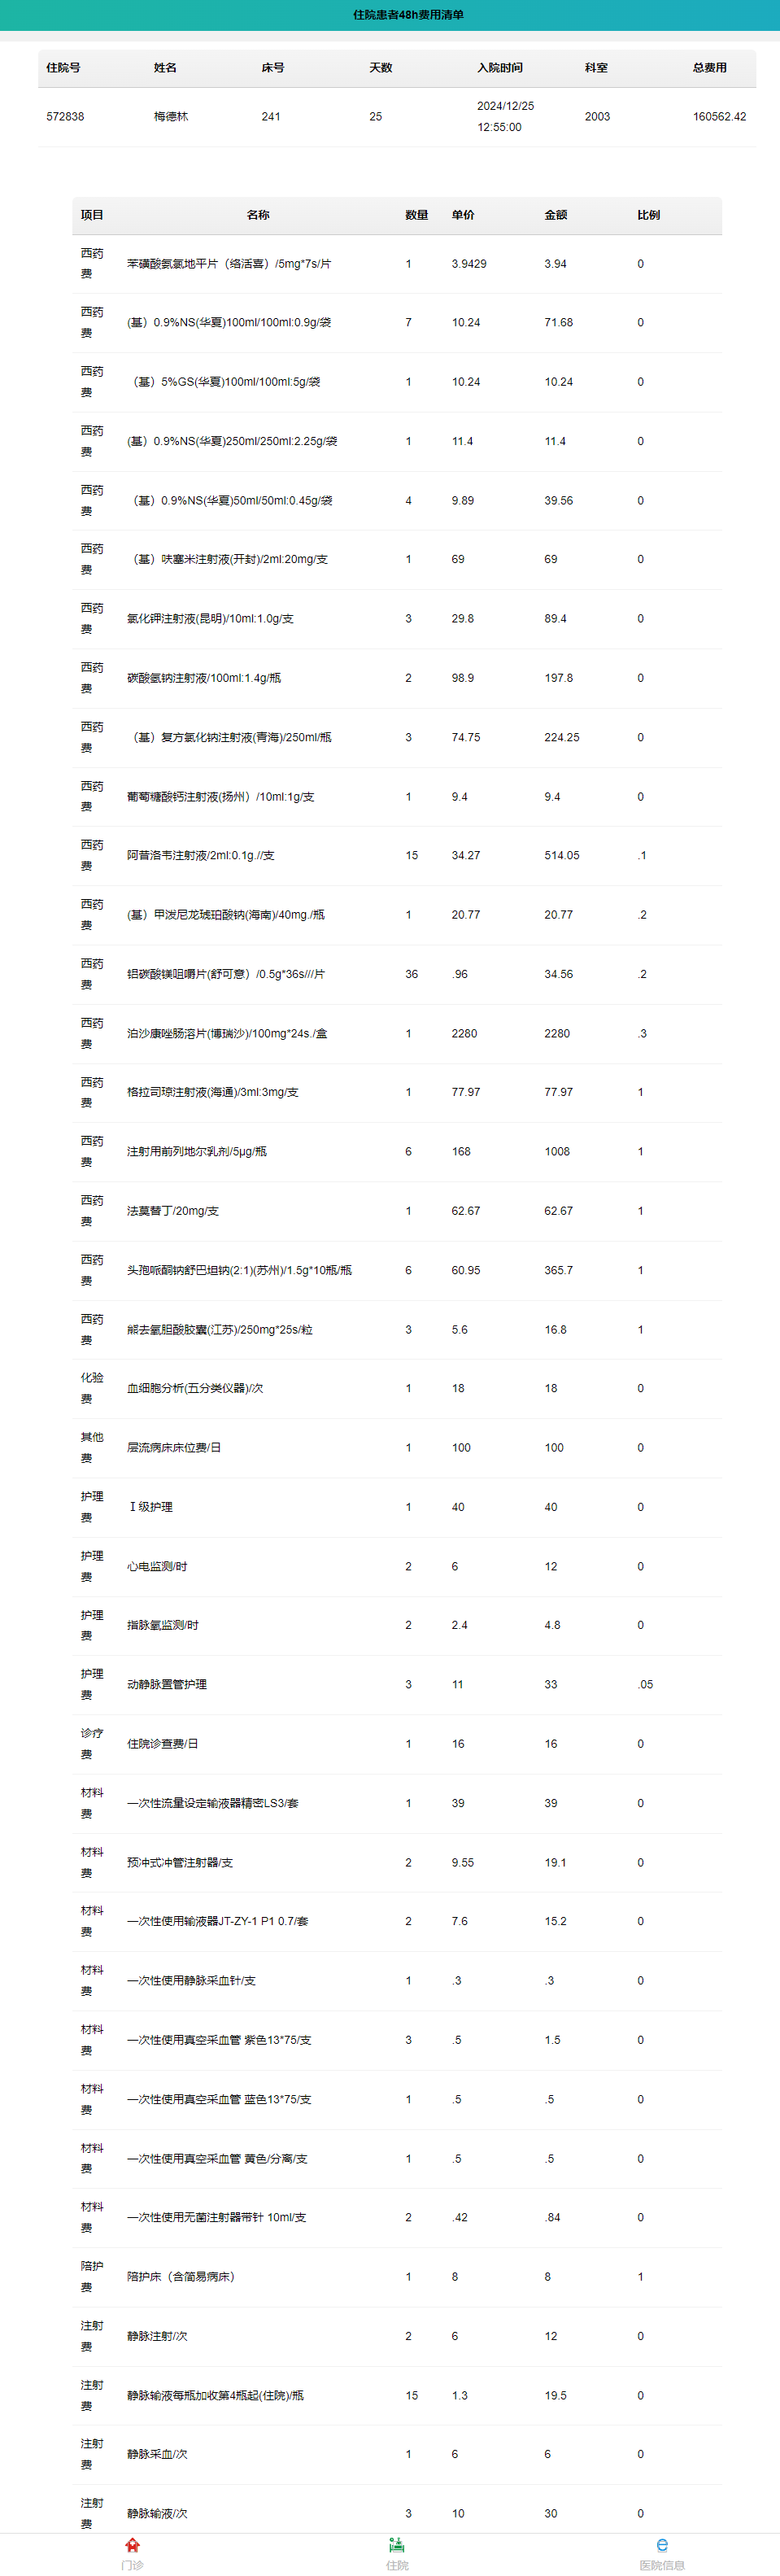 住院患者48h费用清单
住院号 姓名 床号 天数 入院时间 科室 总费用
572838 梅德林 241 25 2024/12/25 12:55:00 2003 160562.42
项目 名称 数量 单价 金额 比例
西药费 苯磺酸氨氯地平片（络活喜）/5mg*7s/片 1 3.9429 3.94 0
西药费 (基）0.9%NS(华夏)100ml/100ml:0.9g/袋 7 10.24 71.68 0
西药费 （基）5%GS(华夏)100ml/100ml:5g/袋 1 10.24 10.24 0
西药费 (基）0.9%NS(华夏)250ml/250ml:2.25g/袋 1 11.4 11.4 0
西药费 （基）0.9%NS(华夏)50ml/50ml:0.45g/袋 4 9.89 39.56 0
西药费 （基）呋塞米注射液(开封)/2ml:20mg/支 1 69 69 0
西药费 氯化钾注射液(昆明)/10ml:1.0g/支 3 29.8 89.4 0
西药费 碳酸氢钠注射液/100ml:1.4g/瓶 2 98.9 197.8 0
西药费 （基）复方氯化钠注射液(青海)/250ml/瓶 3 74.75 224.25 0
西药费 葡萄糖酸钙注射液(扬州）/10ml:1g/支 1 9.4 9.4 0
西药费 阿昔洛韦注射液/2ml:0.1g.//支 15 34.27 514.05 .1
西药费 (基）甲泼尼龙琥珀酸钠(海南)/40mg./瓶 1 20.77 20.77 .2
西药费 铝碳酸镁咀嚼片(舒可意）/0.5g*36s///片 36 .96 34.56 .2
西药费 泊沙康唑肠溶片(博瑞沙)/100mg*24s./盒 1 2280 2280 .3
西药费 格拉司琼注射液(海通)/3ml:3mg/支 1 77.97 77.97 1
西药费 注射用前列地尔乳剂/5μg/瓶 6 168 1008 1
西药费 法莫替丁/20mg/支 1 62.67 62.67 1
西药费 头孢哌酮钠舒巴坦钠(2:1)(苏州)/1.5g*10瓶/瓶 6 60.95 365.7 1
西药费 熊去氧胆酸胶囊(江苏)/250mg*25s/粒 3 5.6 16.8 1
化验费 血细胞分析(五分类仪器)/次 1 18 18 0
其他费 层流病床床位费/日 1 100 100 0
护理费 Ⅰ级护理 1 40 40 0
护理费 心电监测/时 2 6 12 0
护理费 指脉氧监测/时 2 2.4 4.8 0
护理费 动静脉置管护理 3 11 33 .05
诊疗费 住院诊查费/日 1 16 16 0
材料费 一次性流量设定输液器精密LS3/套 1 39 39 0
材料费 预冲式冲管注射器/支 2 9.55 19.1 0
材料费 一次性使用输液器JT-ZY-1 P1 0.7/套 2 7.6 15.2 0
材料费 一次性使用静脉采血针/支 1 .3 .3 0
材料费 一次性使用真空采血管 紫色13*75/支 3 .5 1.5 0
材料费 一次性使用真空采血管 蓝色13*75/支 1 .5 .5 0
材料费 一次性使用真空采血管 黄色/分离/支 1 .5 .5 0
材料费 一次性使用无菌注射器带针 10ml/支 2 .42 .84 0
陪护费 陪护床（含简易病床） 1 8 8 1
注射费 静脉注射/次 2 6 12 0
注射费 静脉输液每瓶加收第4瓶起(住院)/瓶 15 1.3 19.5 0
注射费 静脉采血/次 1 6 6 0
注射费 静脉输液/次 3 10 30 0
门诊 住院 医院信息